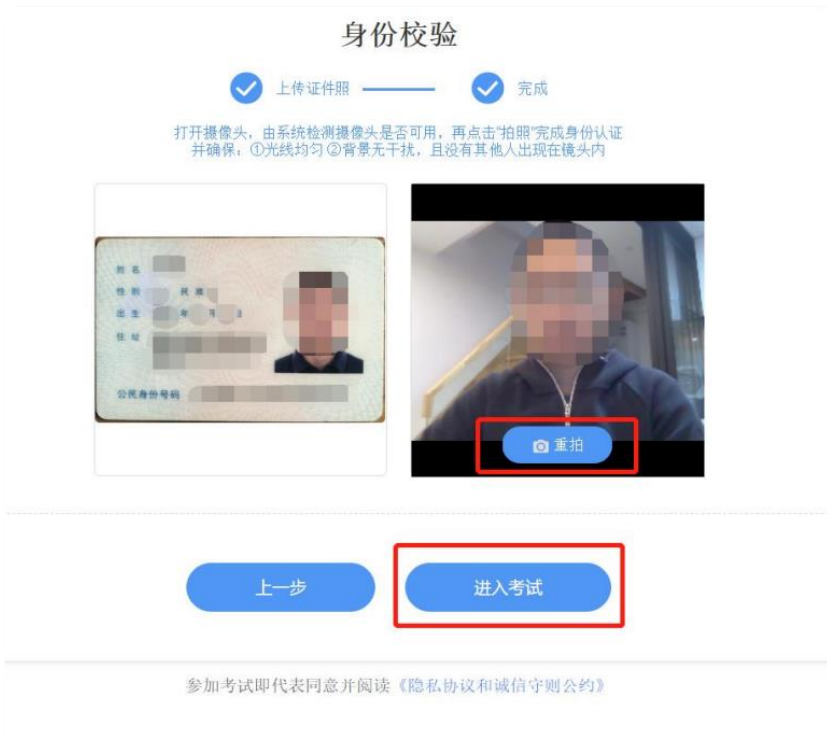 身份校验
上传证件照
完成
打开摄像头，由系统检测摄像头是否可用，再点击"拍照"完成身份认证
并确保：①光线均匀 ②背景无干扰，且没有其他人出现在镜头内
姓名
性别 民族
出生 年 月 日
住址
公民身份号码
重拍
上一步
进入考试
参加考试即代表同意并阅读《隐私协议和诚信守则公约》